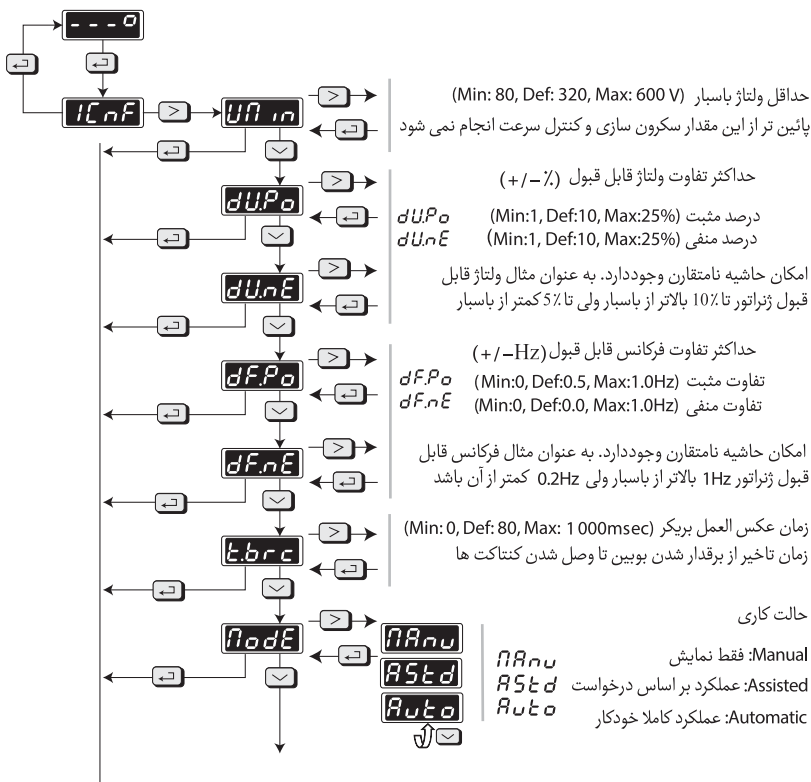 - - - o
1CnF
UMin
حداقل ولتاژ باسبار (Min: 80, Def: 320, Max: 600 V)
پائین تر از این مقدار سکرون سازی و کنترل سرعت انجام نمی شود
dU.Po
حداکثر تفاوت ولتاژ قابل قبول (٪−/+)
درصد مثبت (Min:1, Def:10, Max:25%) dU.Po
درصد منفی (Min:1, Def:10, Max:25%) dU.nE
dU.nE
امکان حاشیه نامتقارن وجوددارد. به عنوان مثال ولتاژ قابل
قبول ژنراتور تا 10٪ بالاتر از باسبار ولی تا 5٪ کمتر از باسبار
dF.Po
حداکثر تفاوت فرکانس قابل قبول (+/−Hz)
تفاوت مثبت (Min:0, Def:0.5, Max:1.0Hz) dF.Po
تفاوت منفی (Min:0, Def:0.0, Max:1.0Hz) dF.nE
dF.nE
امکان حاشیه نامتقارن وجوددارد. به عنوان مثال فرکانس قابل
قبول ژنراتور 1Hz بالاتر از باسبار ولی 0.2Hz کمتر از آن باشد
t.brc
زمان عکس العمل بریکر (Min: 0, Def: 80, Max: 1000msec)
زمان تاخیر از برقدار شدن بوبین تا وصل شدن کنتاکت ها
ModE
MAnu
AStd
Auto
حالت کاری
Manual: فقط نمایش MAnu
Assisted: عملکرد بر اساس درخواست AStd
Automatic: عملکرد کاملا خودکار Auto